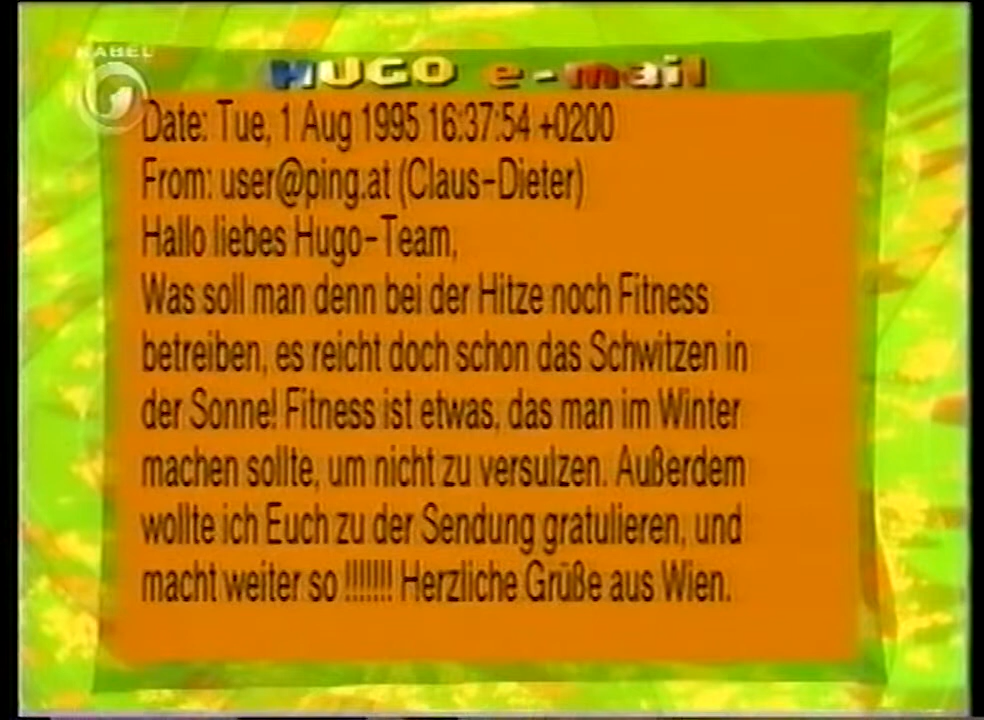 KABEL
HUGO e-mail
Date: Tue, 1 Aug 1995 16:37:54 +0200
From: user@ping.at (Claus-Dieter)
Hallo liebes Hugo-Team,
Was soll man denn bei der Hitze noch Fitness
betreiben, es reicht doch schon das Schwitzen in
der Sonne! Fitness ist etwas, das man im Winter
machen sollte, um nicht zu versulzen. Außerdem
wollte ich Euch zu der Sendung gratulieren, und
macht weiter so !!!!!!! Herzliche Grüße aus Wien.